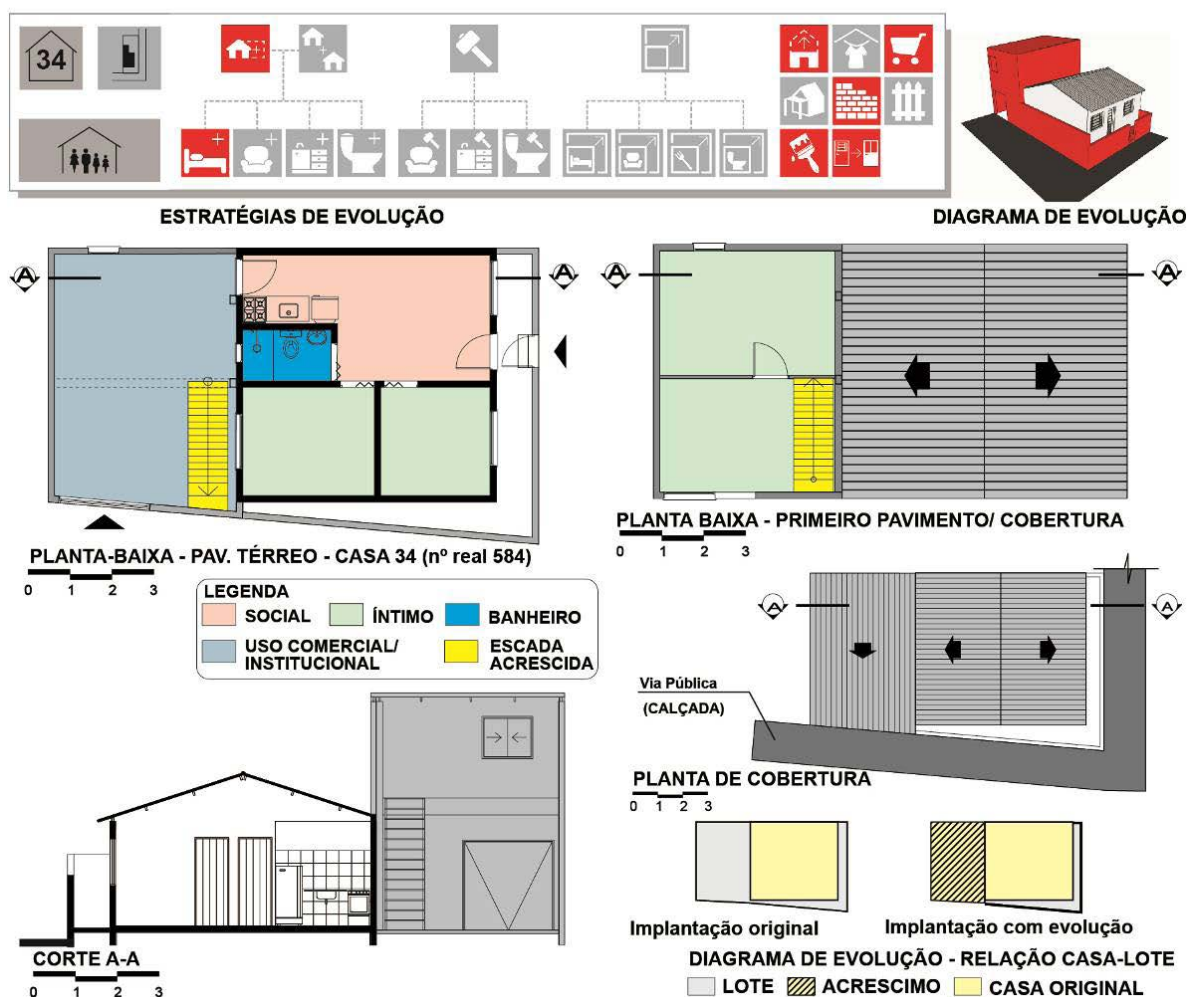 34
ESTRATÉGIAS DE EVOLUÇÃO
DIAGRAMA DE EVOLUÇÃO
A
A
A
A
PLANTA-BAIXA - PAV. TÉRREO - CASA 34 (nº real 584)
0 1 2 3
PLANTA BAIXA - PRIMEIRO PAVIMENTO/ COBERTURA
0 1 2 3
LEGENDA
SOCIAL
ÍNTIMO
BANHEIRO
USO COMERCIAL/
INSTITUCIONAL
ESCADA
ACRESCIDA
A
A
Via Pública
(CALÇADA)
PLANTA DE COBERTURA
0 1 2 3
CORTE A-A
0 1 2 3
Implantação original
Implantação com evolução
DIAGRAMA DE EVOLUÇÃO - RELAÇÃO CASA-LOTE
LOTE
ACRESCIMO
CASA ORIGINAL